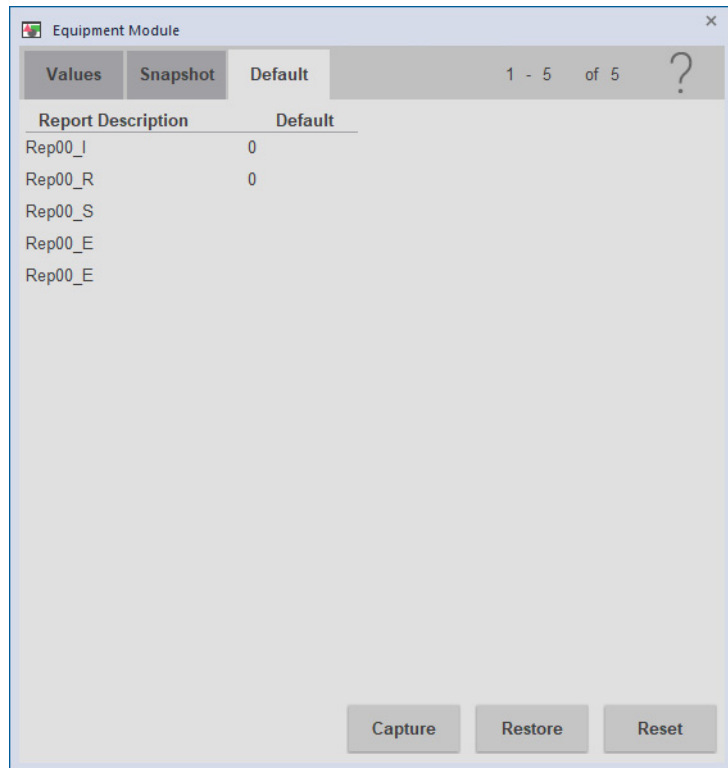 Equipment Module
Values Snapshot Default 1 - 5 of 5 ?
Report Description Default
Rep00_I 0
Rep00_R 0
Rep00_S
Rep00_E
Rep00_E
Capture Restore Reset